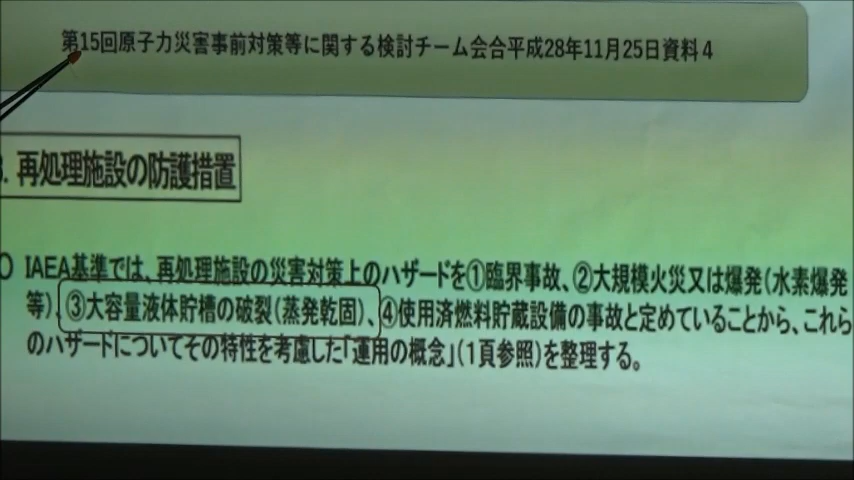 第15回原子力災害事前対策等に関する検討チーム会合平成28年11月25日資料4
. 再処理施設の防護措置
○ IAEA基準では、再処理施設の災害対策上のハザードを①臨界事故、②大規模火災又は爆発(水素爆発
等)、③大容量液体貯槽の破裂(蒸発乾固)、④使用済燃料貯蔵設備の事故と定めていることから、これら
のハザードについてその特性を考慮した「運用の概念」(1頁参照)を整理する。